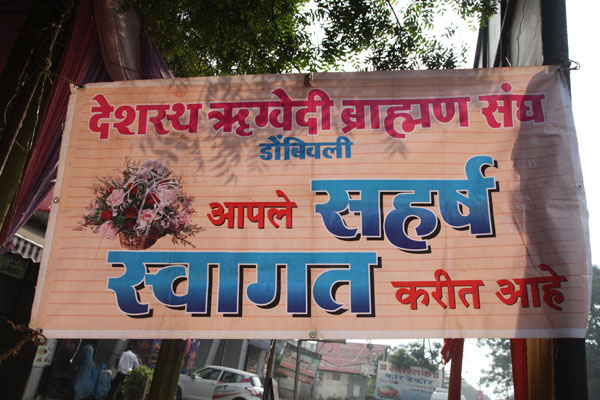 देशस्थ ऋग्वेदी ब्राह्मण संघ
डोंबिवली
आपले सहर्ष
स्वागत करीत आहे
स्वास्तिक
कार डेकोर